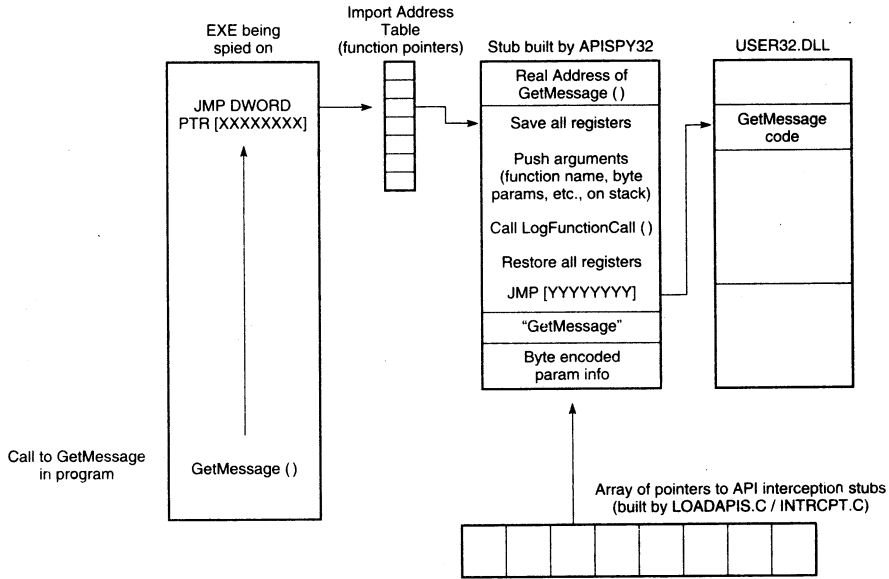 EXE being
spied on
Import Address
Table
(function pointers)
Stub built by APISPY32
USER32.DLL
JMP DWORD
PTR [XXXXXXXX]
Real Address of
GetMessage ( )
Save all registers
Push arguments
(function name, byte
params, etc., on stack)
Call LogFunctionCall ( )
Restore all registers
JMP [YYYYYYYY]
"GetMessage"
Byte encoded
param info
GetMessage
code
Call to GetMessage
in program
GetMessage ( )
Array of pointers to API interception stubs
(built by LOADAPIS.C / INTRCPT.C)